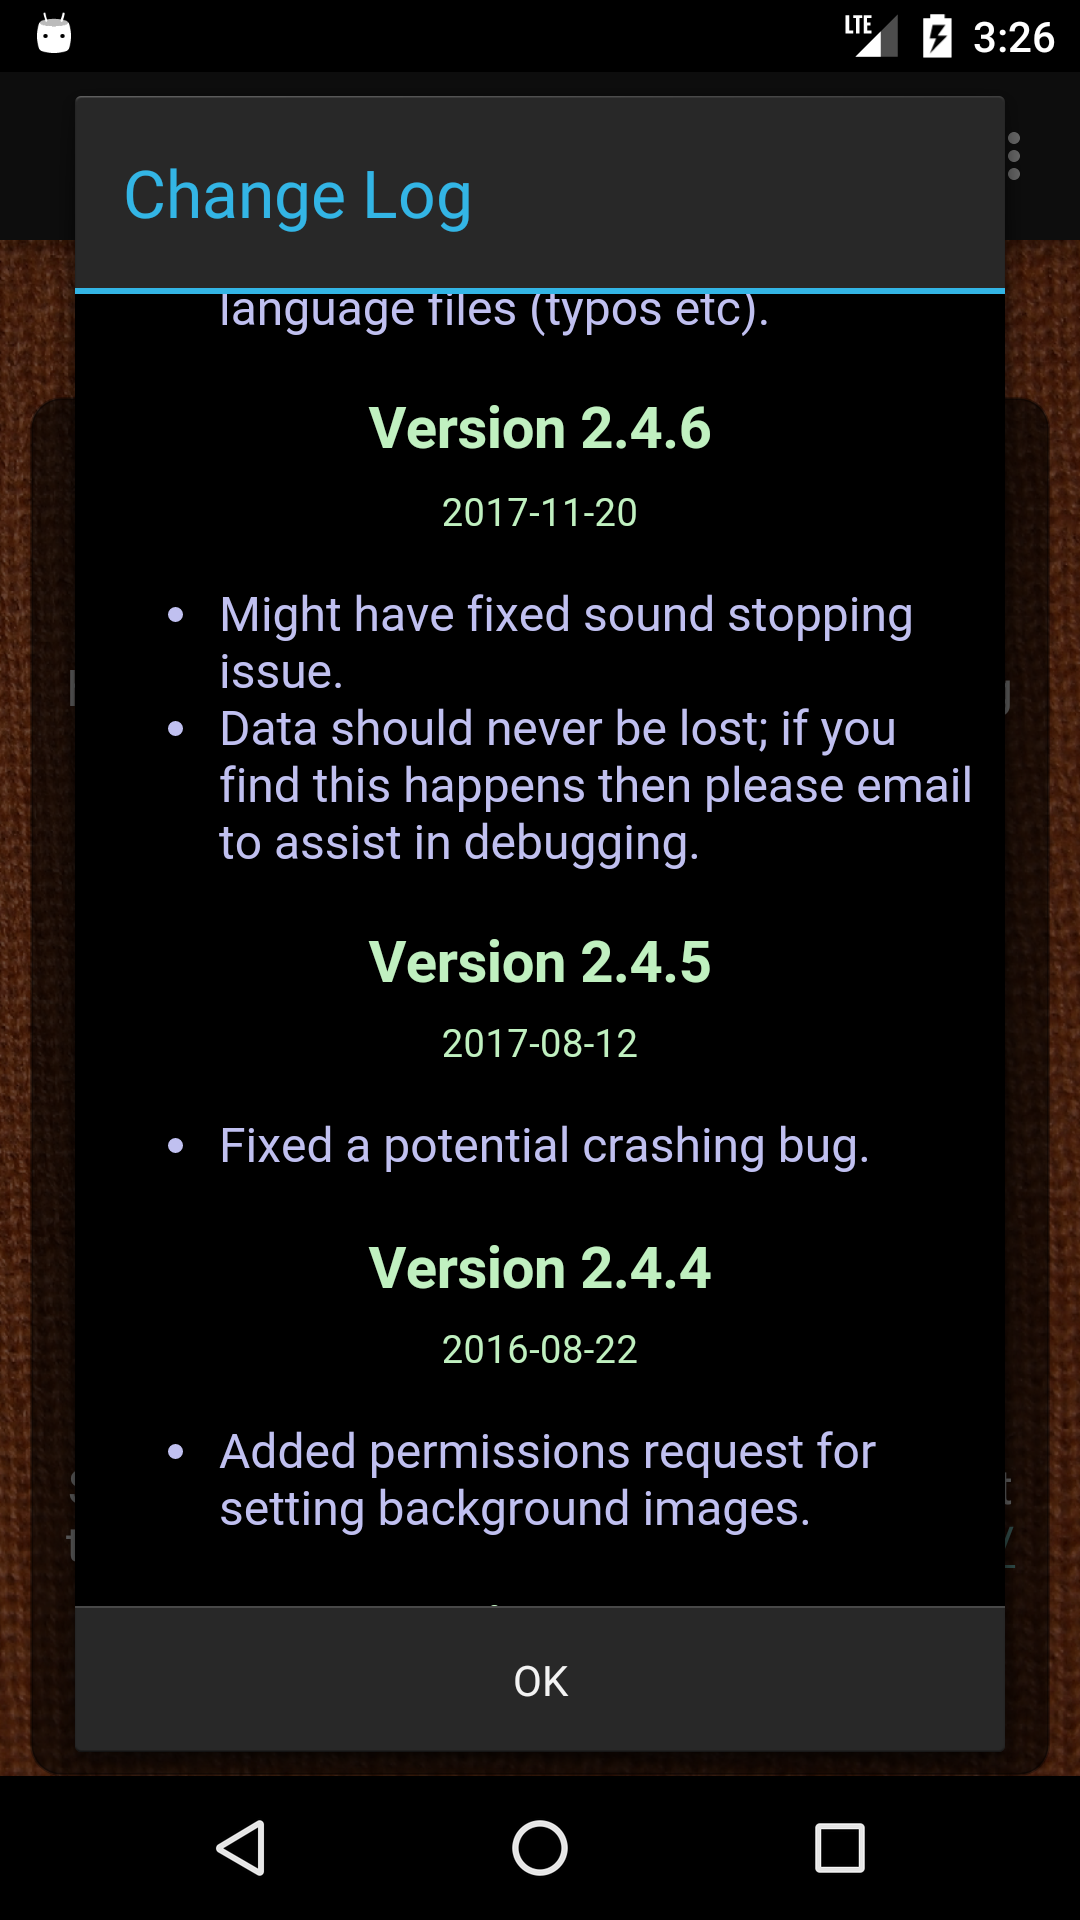 LTE 3:26
Change Log
language files (typos etc).
Version 2.4.6
2017-11-20
• Might have fixed sound stopping
issue.
• Data should never be lost; if you
find this happens then please email
to assist in debugging.
Version 2.4.5
2017-08-12
• Fixed a potential crashing bug.
Version 2.4.4
2016-08-22
• Added permissions request for
setting background images.
OK